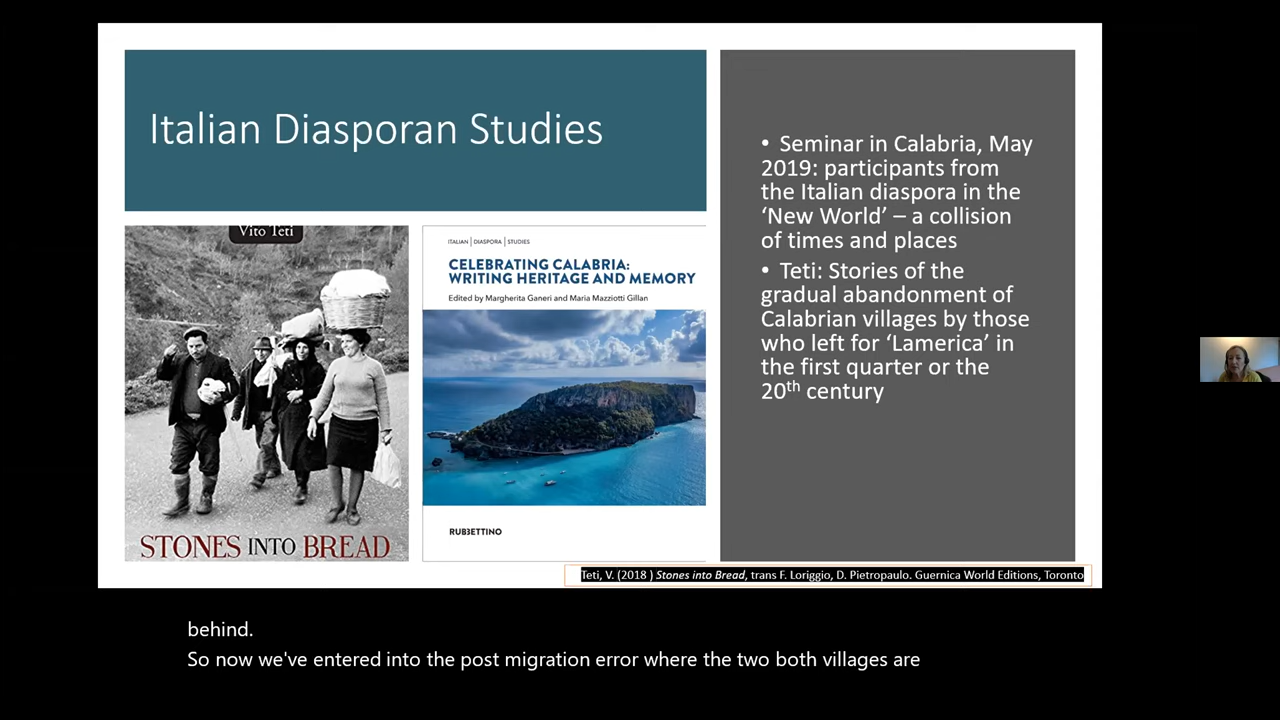 Italian Diasporan Studies
Vito Teti
STONES INTO BREAD
ITALIAN | DIASPORA | STUDIES
CELEBRATING CALABRIA:
WRITING HERITAGE AND MEMORY
Edited by Margherita Ganeri and Maria Mazziotti Gillan
RUBBETTINO
• Seminar in Calabria, May
2019: participants from
the Italian diaspora in the
‘New World’ – a collision
of times and places
• Teti: Stories of the
gradual abandonment of
Calabrian villages by those
who left for ‘Lamerica’ in
the first quarter or the
20th century
Teti, V. (2018 ) Stones into Bread, trans F. Loriggio, D. Pietropaulo. Guernica World Editions, Toronto
behind.
So now we've entered into the post migration error where the two both villages are